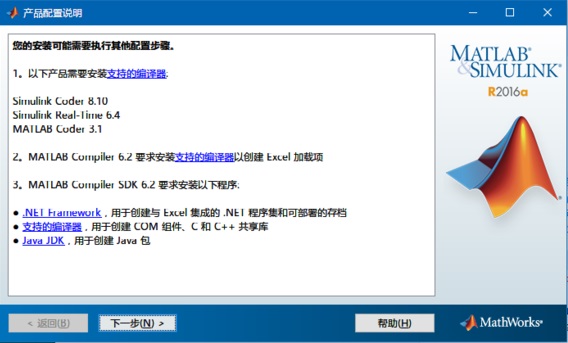 产品配置说明
您的安装可能需要执行其他配置步骤。
1。以下产品需要安装支持的编译器:
Simulink Coder 8.10
Simulink Real-Time 6.4
MATLAB Coder 3.1
2。MATLAB Compiler 6.2 要求安装支持的编译器以创建 Excel 加载项
3。MATLAB Compiler SDK 6.2 要求安装以下程序:
● .NET Framework，用于创建与 Excel 集成的 .NET 程序集和可部署的存档
● 支持的编译器，用于创建 COM 组件、C 和 C++ 共享库
● Java JDK，用于创建 Java 包
MATLAB®
&SIMULINK®
R2016a
< 返回(B)
下一步(N) >
帮助(H)
MathWorks®